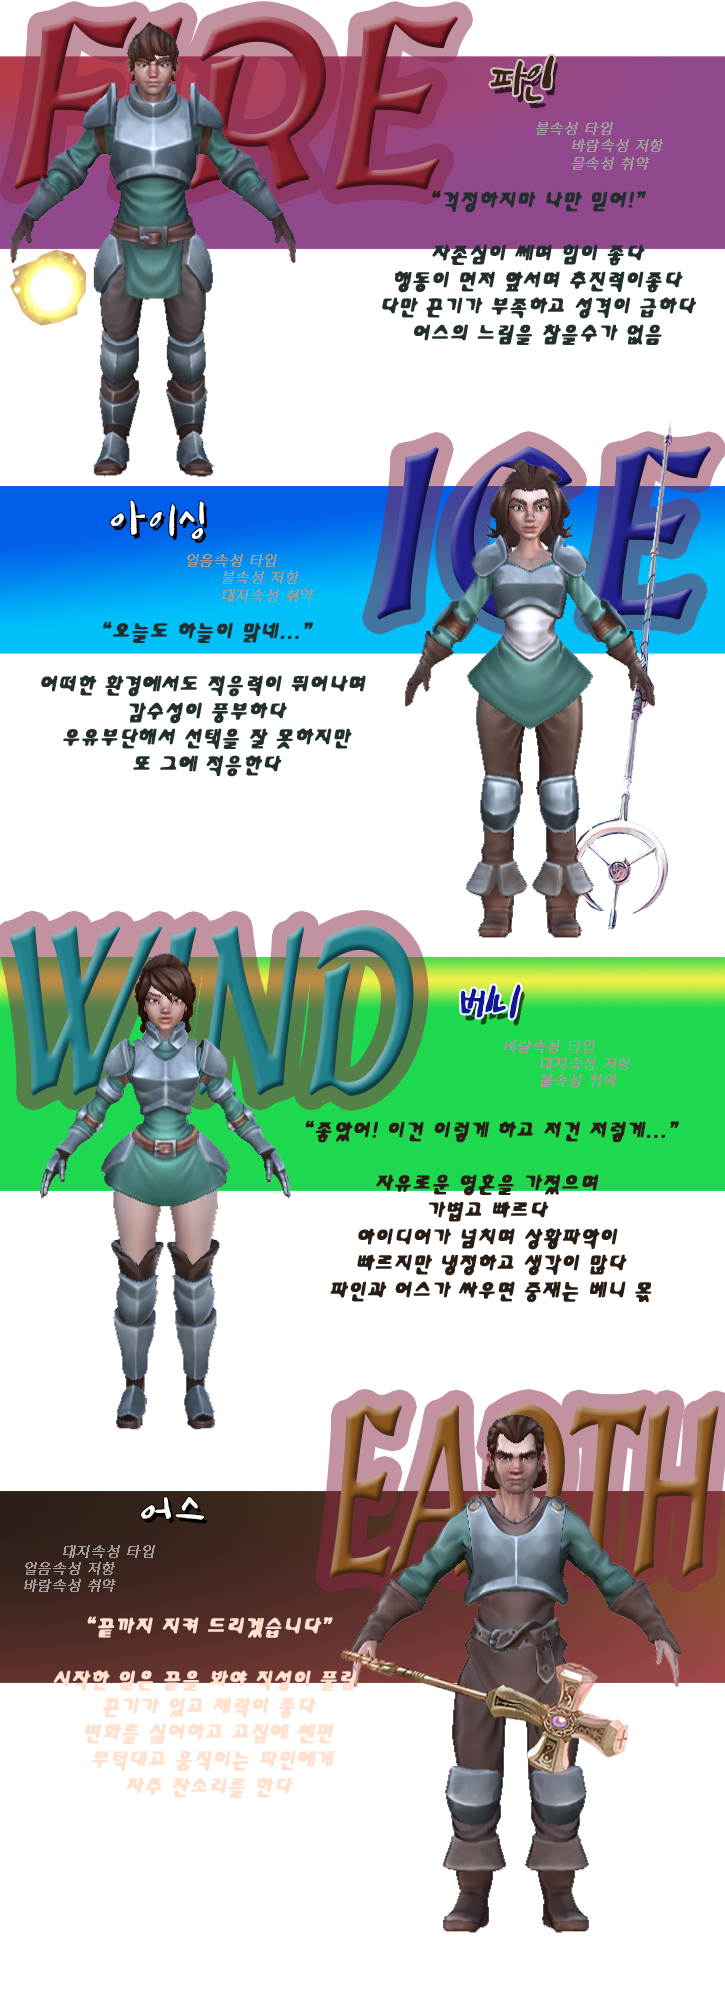 FIRE
파인
불속성 타입
바람속성 저항
물속성 취약
“걱정하지마 나만 믿어!”
자존심이 쎄며 힘이 좋다
행동이 먼저 앞서며 추진력이좋다
다만 끈기가 부족하고 성격이 급하다
어스의 느림을 참을수가 없음
ICE
아이싱
얼음속성 타입
불속성 저항
대지속성 취약
“오늘도 하늘이 맑네...”
어떠한 환경에서도 적응력이 뛰어나며
감수성이 풍부하다
우유부단해서 선택을 잘 못하지만
또 그에 적응한다
WIND
베니
바람속성 타입
대지속성 저항
불속성 취약
“좋았어! 이건 이렇게 하고 저건 저렇게...”
자유로운 영혼을 가졌으며
가볍고 빠르다
아이디어가 넘치며 상황파악이
빠르지만 냉정하고 생각이 많다
파인과 어스가 싸우면 중재는 베니 몫
EARTH
어스
대지속성 타입
얼음속성 저항
바람속성 취약
“끝까지 지켜 드리겠습니다”
시작한 일은 끝을 봐야 직성이 풀림
끈기가 있고 체력이 좋다
변화를 싫어하고 고집에 쎈편
무턱대고 움직이는 파인에게
자주 잔소리를 한다